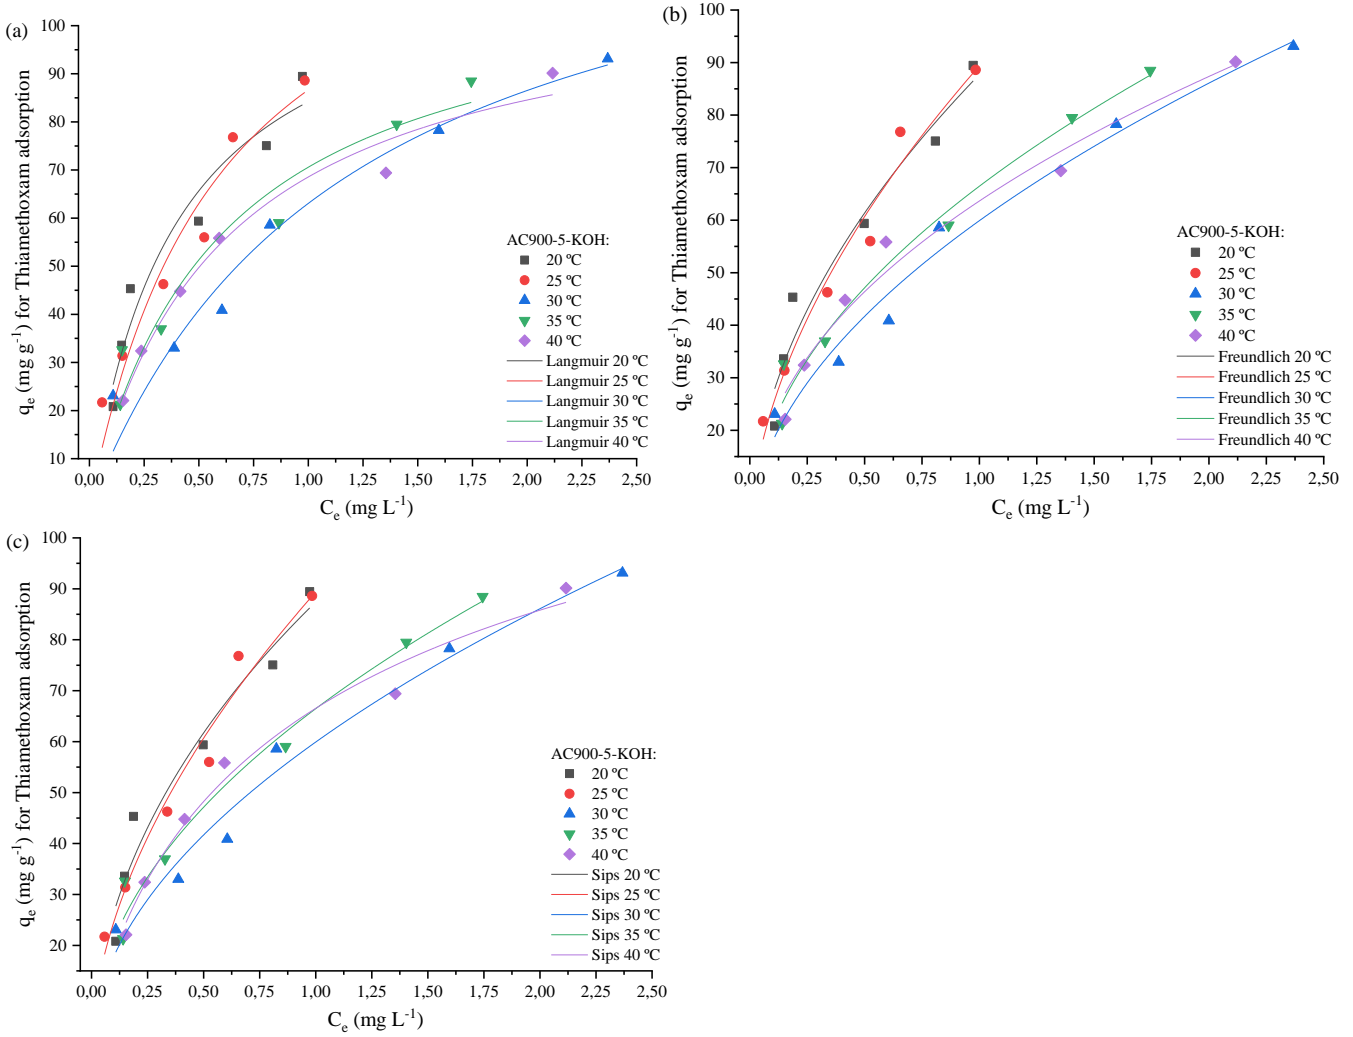 (a)
q_e (mg g^-1) for Thiamethoxam adsorption
100
90
80
70
60
50
40
30
20
10
0,00 0,25 0,50 0,75 1,00 1,25 1,50 1,75 2,00 2,25 2,50
C_e (mg L^-1)
AC900-5-KOH:
20 ºC
25 ºC
30 ºC
35 ºC
40 ºC
Langmuir 20 ºC
Langmuir 25 ºC
Langmuir 30 ºC
Langmuir 35 ºC
Langmuir 40 ºC
(b)
q_e (mg g^-1) for Thiamethoxam adsorption
100
90
80
70
60
50
40
30
20
0,00 0,25 0,50 0,75 1,00 1,25 1,50 1,75 2,00 2,25 2,50
C_e (mg L^-1)
AC900-5-KOH:
20 ºC
25 ºC
30 ºC
35 ºC
40 ºC
Freundlich 20 ºC
Freundlich 25 ºC
Freundlich 30 ºC
Freundlich 35 ºC
Freundlich 40 ºC
(c)
q_e (mg g^-1) for Thiamethoxam adsorption
100
90
80
70
60
50
40
30
20
0,00 0,25 0,50 0,75 1,00 1,25 1,50 1,75 2,00 2,25 2,50
C_e (mg L^-1)
AC900-5-KOH:
20 ºC
25 ºC
30 ºC
35 ºC
40 ºC
Sips 20 ºC
Sips 25 ºC
Sips 30 ºC
Sips 35 ºC
Sips 40 ºC